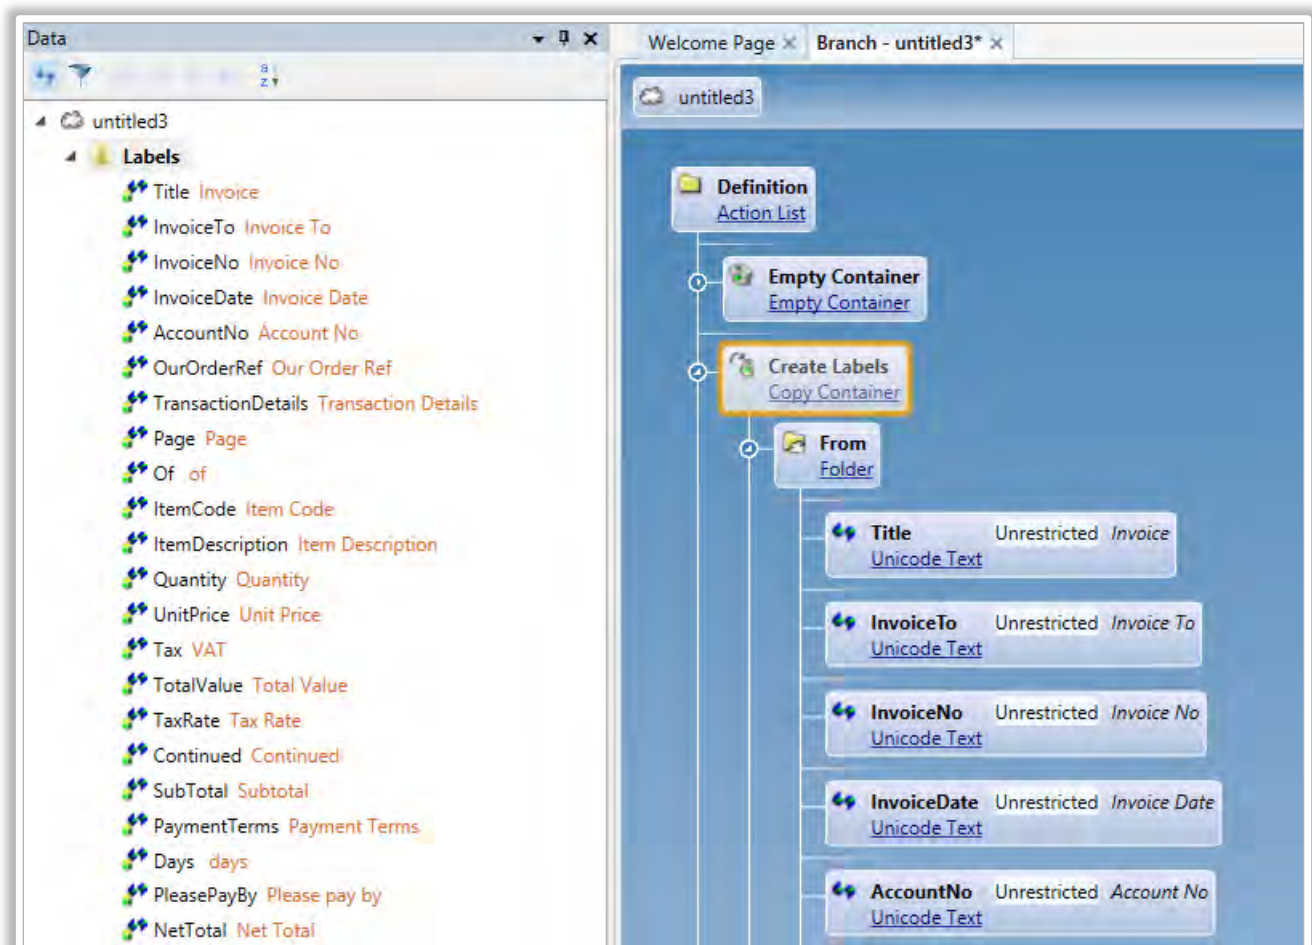 Data
Welcome Page
Branch - untitled3*
untitled3
untitled3
Labels
Title Invoice
InvoiceTo Invoice To
InvoiceNo Invoice No
InvoiceDate Invoice Date
AccountNo Account No
OurOrderRef Our Order Ref
TransactionDetails Transaction Details
Page Page
Of of
ItemCode Item Code
ItemDescription Item Description
Quantity Quantity
UnitPrice Unit Price
Tax VAT
TotalValue Total Value
TaxRate Tax Rate
Continued Continued
SubTotal Subtotal
PaymentTerms Payment Terms
Days days
PleasePayBy Please pay by
NetTotal Net Total
Definition
Action List
Empty Container
Empty Container
Create Labels
Copy Container
From
Folder
Title Unrestricted Invoice
Unicode Text
InvoiceTo Unrestricted Invoice To
Unicode Text
InvoiceNo Unrestricted Invoice No
Unicode Text
InvoiceDate Unrestricted Invoice Date
Unicode Text
AccountNo Unrestricted Account No
Unicode Text